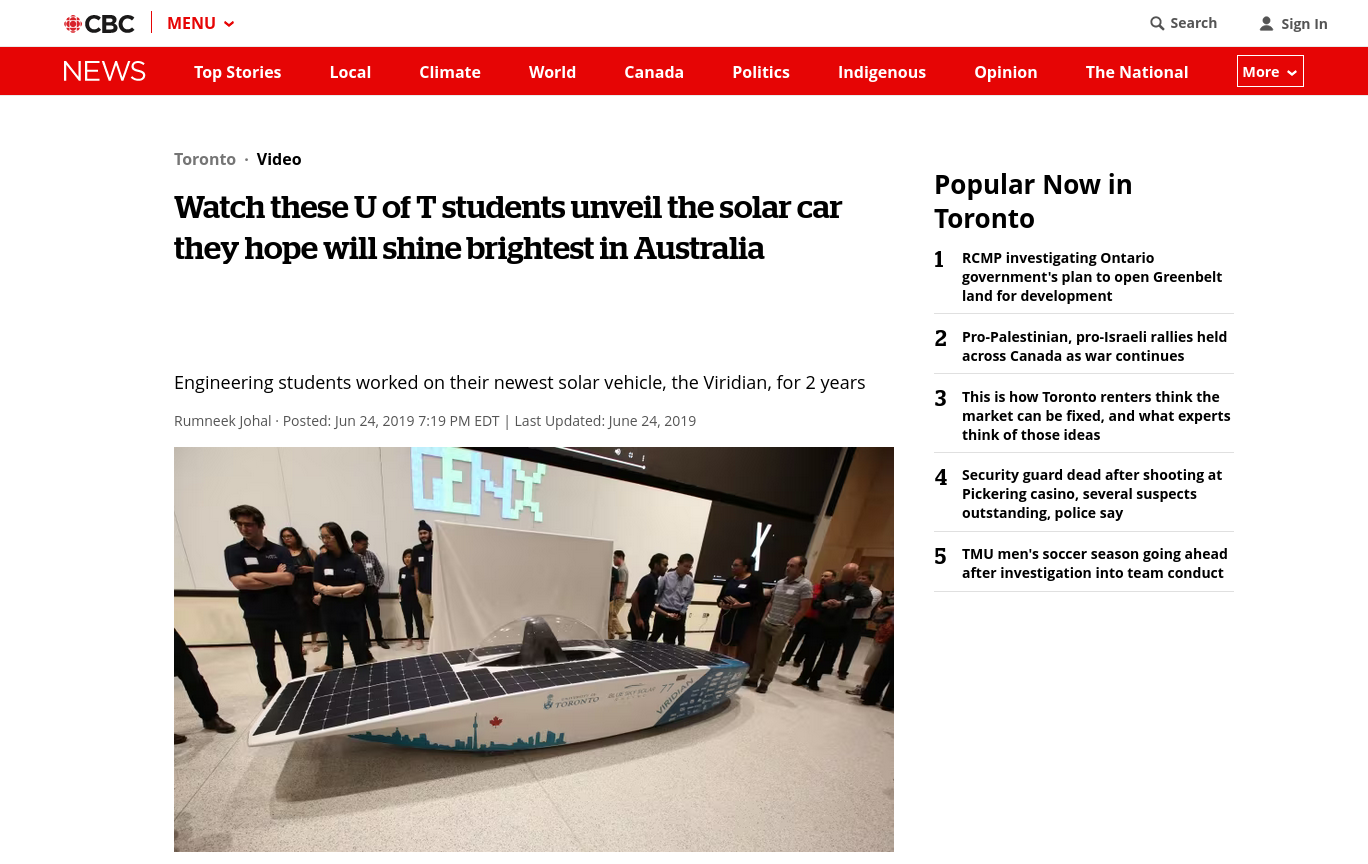 CBC
MENU
Search
Sign In
NEWS
Top Stories
Local
Climate
World
Canada
Politics
Indigenous
Opinion
The National
More
Toronto · Video
Watch these U of T students unveil the solar car
they hope will shine brightest in Australia
Engineering students worked on their newest solar vehicle, the Viridian, for 2 years
Rumneek Johal · Posted: Jun 24, 2019 7:19 PM EDT | Last Updated: June 24, 2019
GEN X
UNIVERSITY OF
TORONTO
BLUE SKY SOLAR
RACING
77
VIRIDIAN
Popular Now in
Toronto
1 RCMP investigating Ontario
government's plan to open Greenbelt
land for development
2 Pro-Palestinian, pro-Israeli rallies held
across Canada as war continues
3 This is how Toronto renters think the
market can be fixed, and what experts
think of those ideas
4 Security guard dead after shooting at
Pickering casino, several suspects
outstanding, police say
5 TMU men's soccer season going ahead
after investigation into team conduct